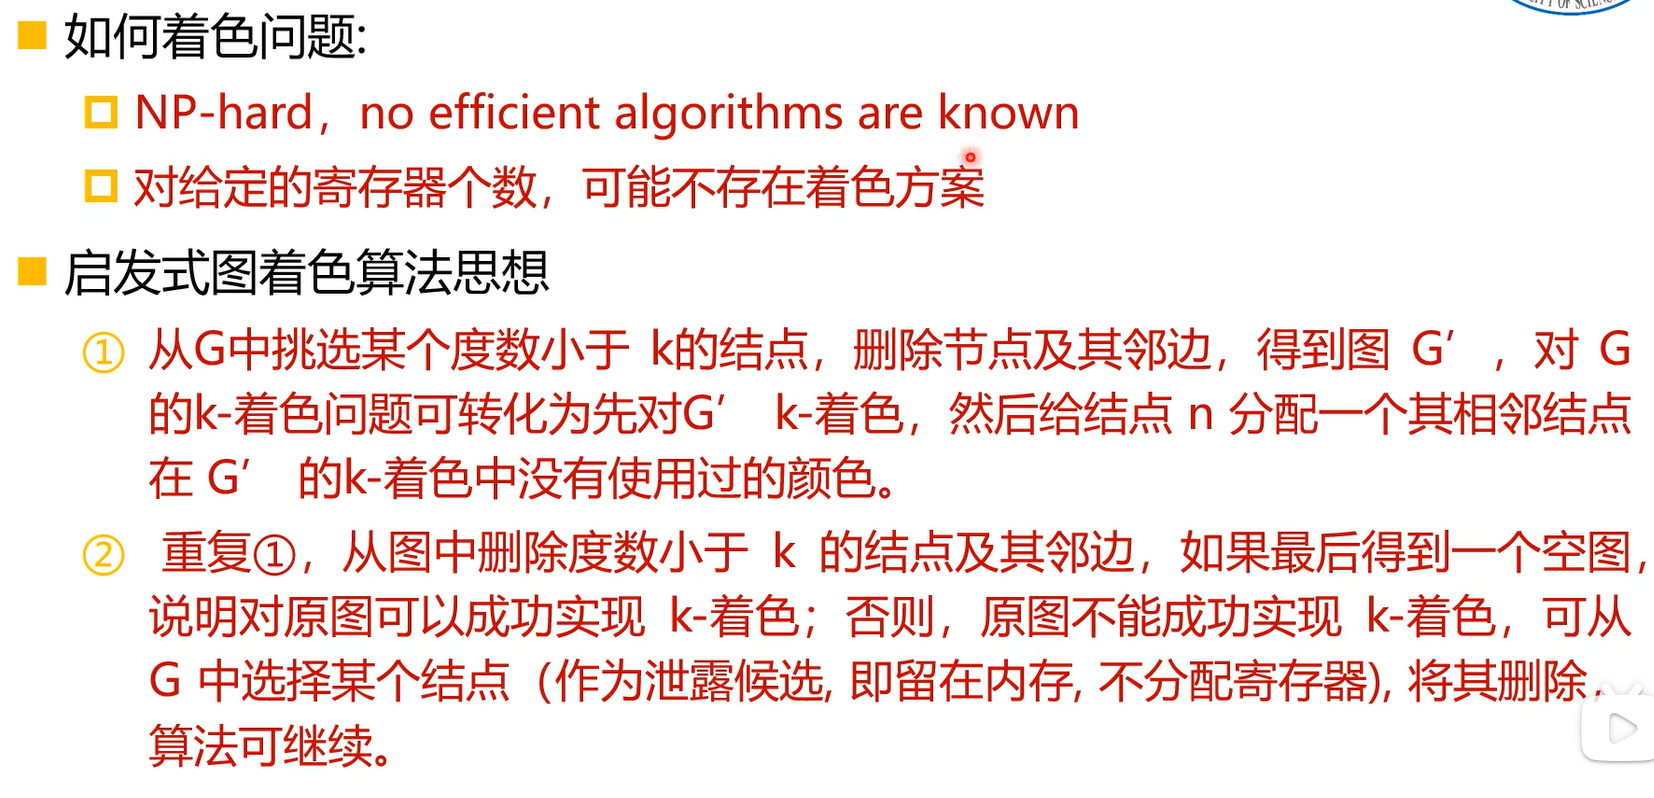 如何着色问题:
NP-hard，no efficient algorithms are known
对给定的寄存器个数，可能不存在着色方案
启发式图着色算法思想
① 从G中挑选某个度数小于 k的结点，删除节点及其邻边，得到图 G′ ，对 G
的k-着色问题可转化为先对G′ k-着色，然后给结点 n 分配一个其相邻结点
在 G′ 的k-着色中没有使用过的颜色。
② 重复①，从图中删除度数小于 k 的结点及其邻边，如果最后得到一个空图，
说明对原图可以成功实现 k-着色；否则，原图不能成功实现 k-着色，可从
G 中选择某个结点（作为泄露候选, 即留在内存, 不分配寄存器), 将其删除，
算法可继续。